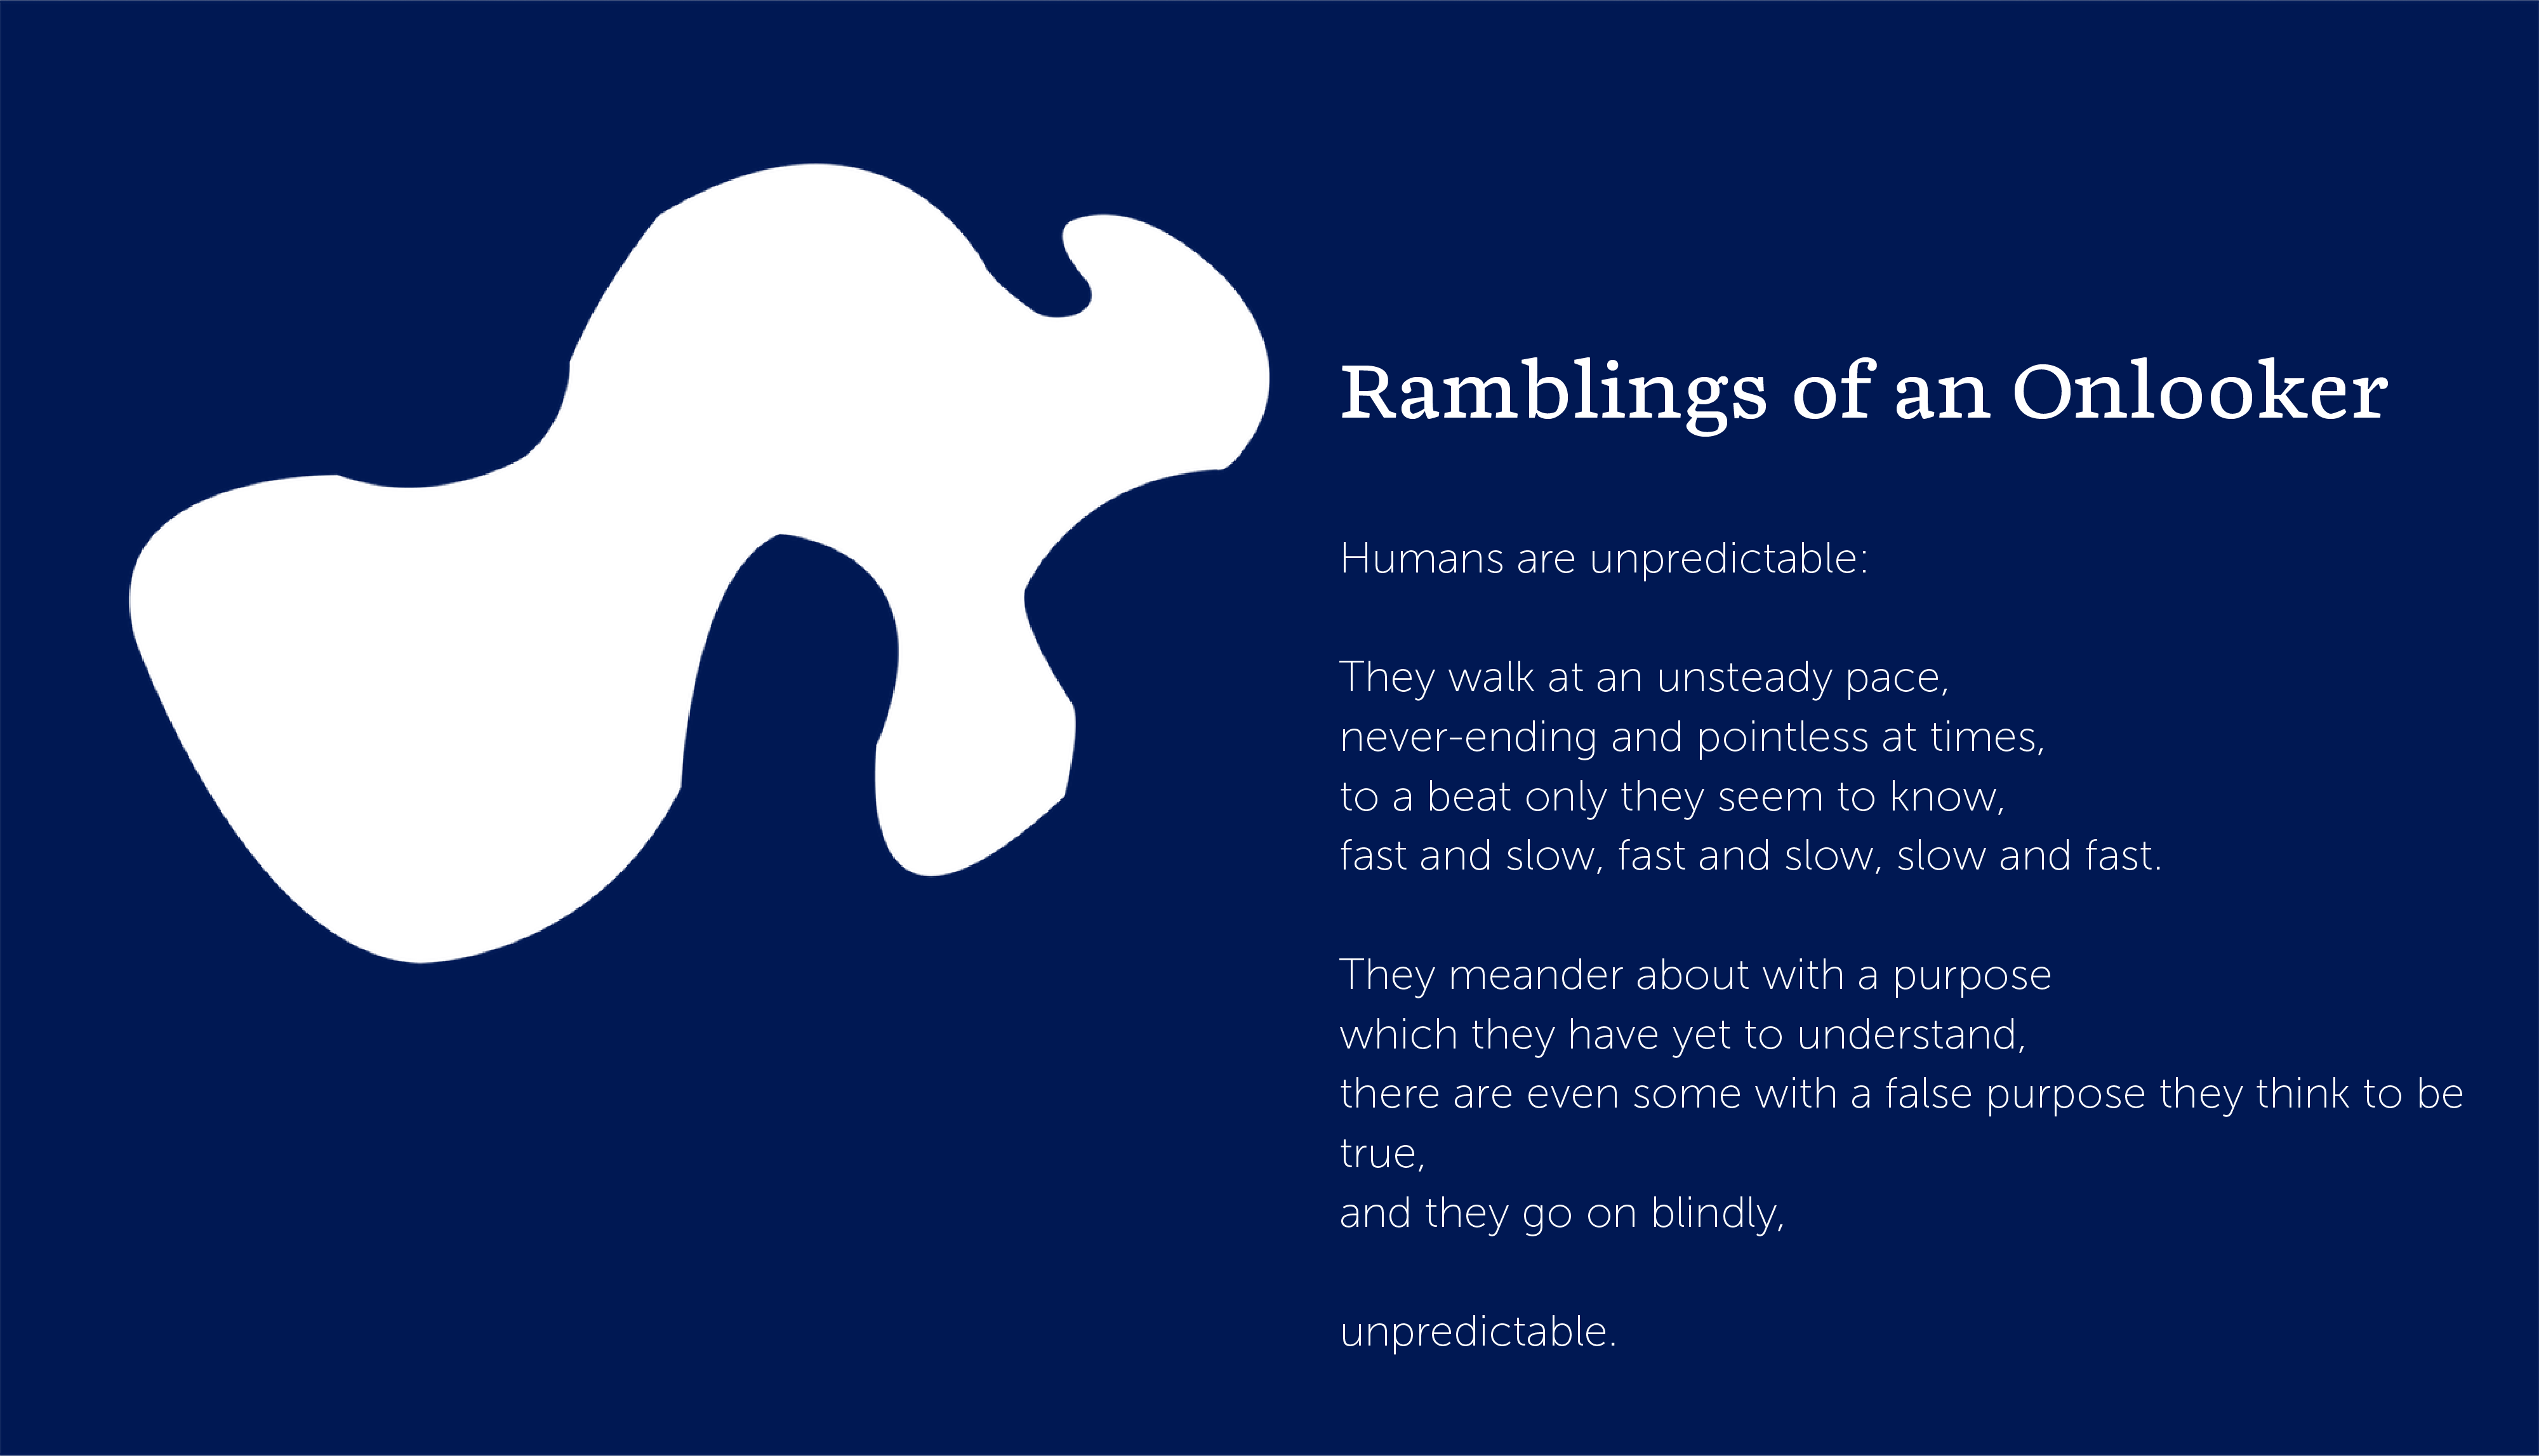 Ramblings of an Onlooker
Humans are unpredictable:
They walk at an unsteady pace,
never-ending and pointless at times,
to a beat only they seem to know,
fast and slow, fast and slow, slow and fast.
They meander about with a purpose
which they have yet to understand,
there are even some with a false purpose they think to be
true,
and they go on blindly,
unpredictable.